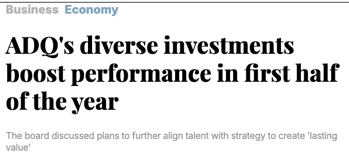 Business Economy
ADQ's diverse investments
boost performance in first half
of the year
The board discussed plans to further align talent with strategy to create 'lasting
value'